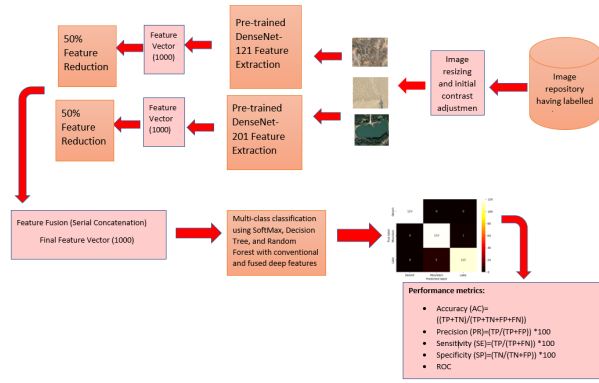 50%
Feature
Reduction
Feature
Vector
(1000)
Pre-trained
DenseNet-
121 Feature
Extraction
Image
resizing
and initial
contrast
adjustmen
Image
repository
having labelled
50%
Feature
Reduction
Feature
Vector
(1000)
Pre-trained
DenseNet-
201 Feature
Extraction
Feature Fusion (Serial Concatenation)
Final Feature Vector (1000)
Multi-class classification
using SoftMax, Decision
Tree, and Random
Forest with conventional
and fused deep features
Performance metrics:
• Accuracy (AC)=
((TP+TN)/(TP+TN+FP+FN))
• Precision (PR)=(TP/(TP+FP)) *100
• Sensitivity (SE)=(TP/(TP+FN)) *100
• Specificity (SP)=(TN/(TN+FP)) *100
• ROC